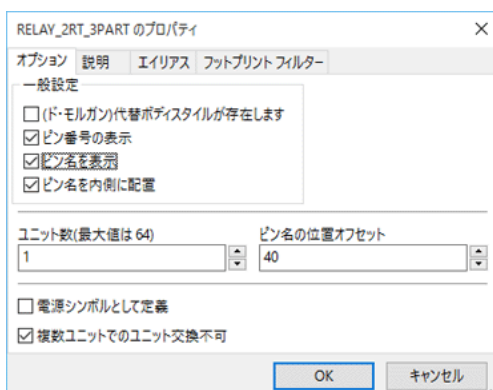 RELAY_2RT_3PART のプロパティ
オプション 説明 エイリアス フットプリント フィルター
一般設定
(ド・モルガン)代替ボディスタイルが存在します
ピン番号の表示
ピン名を表示
ピン名を内側に配置
ユニット数(最大値は 64) ピン名の位置オフセット
1 40
電源シンボルとして定義
複数ユニットでのユニット交換不可
OK キャンセル